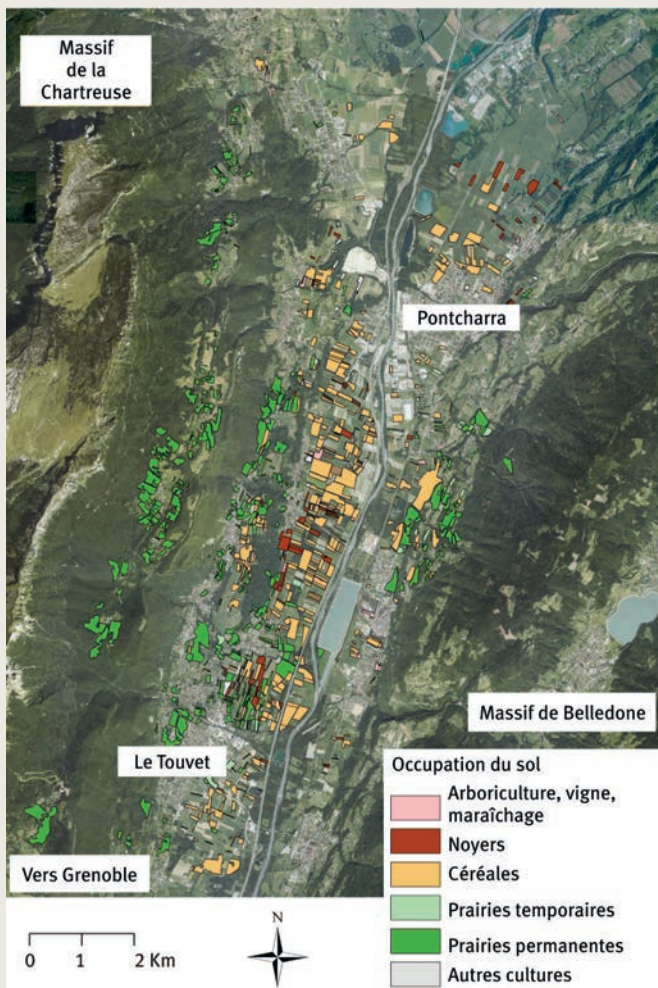 Massif
de la
Chartreuse
Pontcharra
Massif de Belledone
Le Touvet
Vers Grenoble
Occupation du sol
Arboriculture, vigne,
maraîchage
Noyers
Céréales
Prairies temporaires
Prairies permanentes
Autres cultures
0 1 2 Km
N